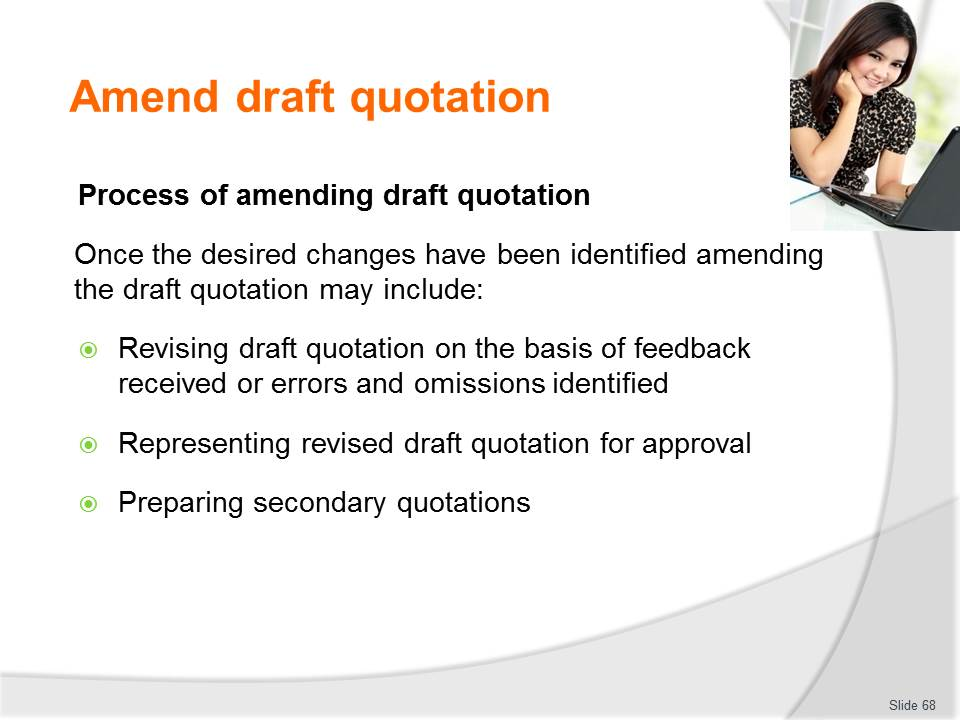 Amend draft quotation
Process of amending draft quotation
Once the desired changes have been identified amending
the draft quotation may include:
Revising draft quotation on the basis of feedback
received or errors and omissions identified
Representing revised draft quotation for approval
Preparing secondary quotations
Slide 68